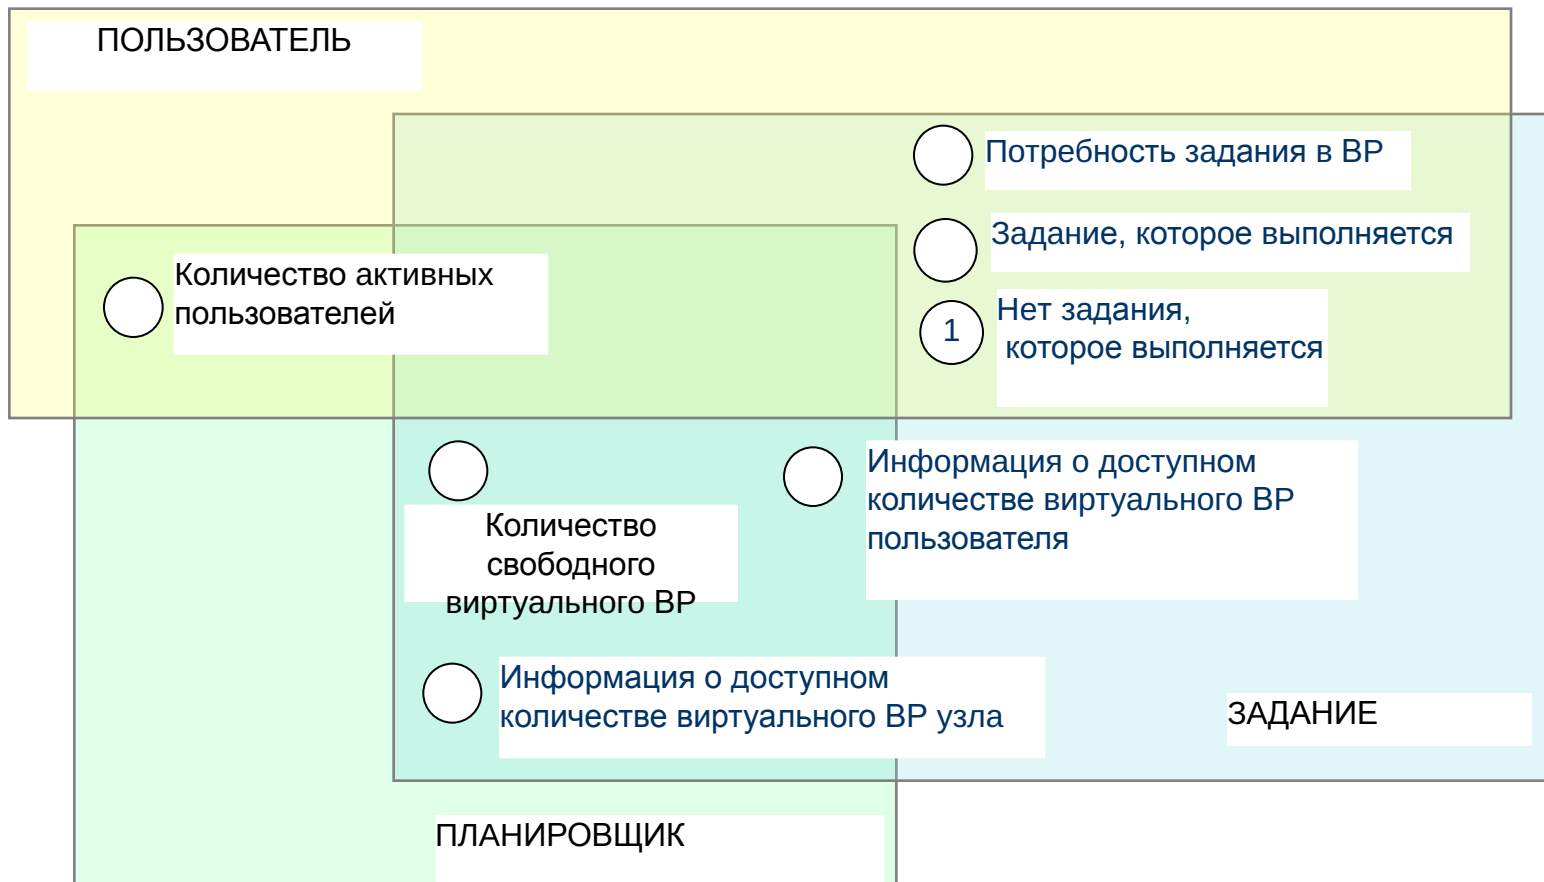 ПОЛЬЗОВАТЕЛЬ
Потребность задания в ВР
Задание, которое выполняется
Количество активных
пользователей
1
Нет задания,
которое выполняется
Информация о доступном
количестве виртуального ВР
пользователя
Количество
свободного
виртуального ВР
Информация о доступном
количестве виртуального ВР узла
ЗАДАНИЕ
ПЛАНИРОВЩИК